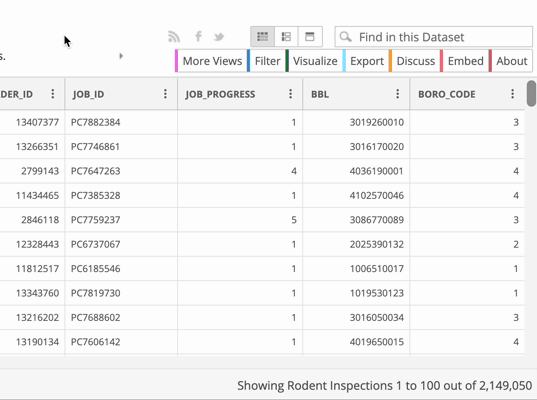 Find in this Dataset
s.
More Views Filter Visualize Export Discuss Embed About
DER_ID JOB_ID JOB_PROGRESS BBL BORO_CODE
13407377 PC7882384 1 3019260010 3
13266351 PC7746861 1 3016170020 3
2799143 PC7647263 4 4036190001 4
11434465 PC7385328 1 4102570046 4
2846118 PC7759237 5 3086770089 3
12328443 PC6737067 1 2025390132 2
11812517 PC6185546 1 1006510017 1
13343760 PC7819730 1 1019530123 1
13216202 PC7688602 1 3016050034 3
13190134 PC7606142 1 4019650015 4
Showing Rodent Inspections 1 to 100 out of 2,149,050